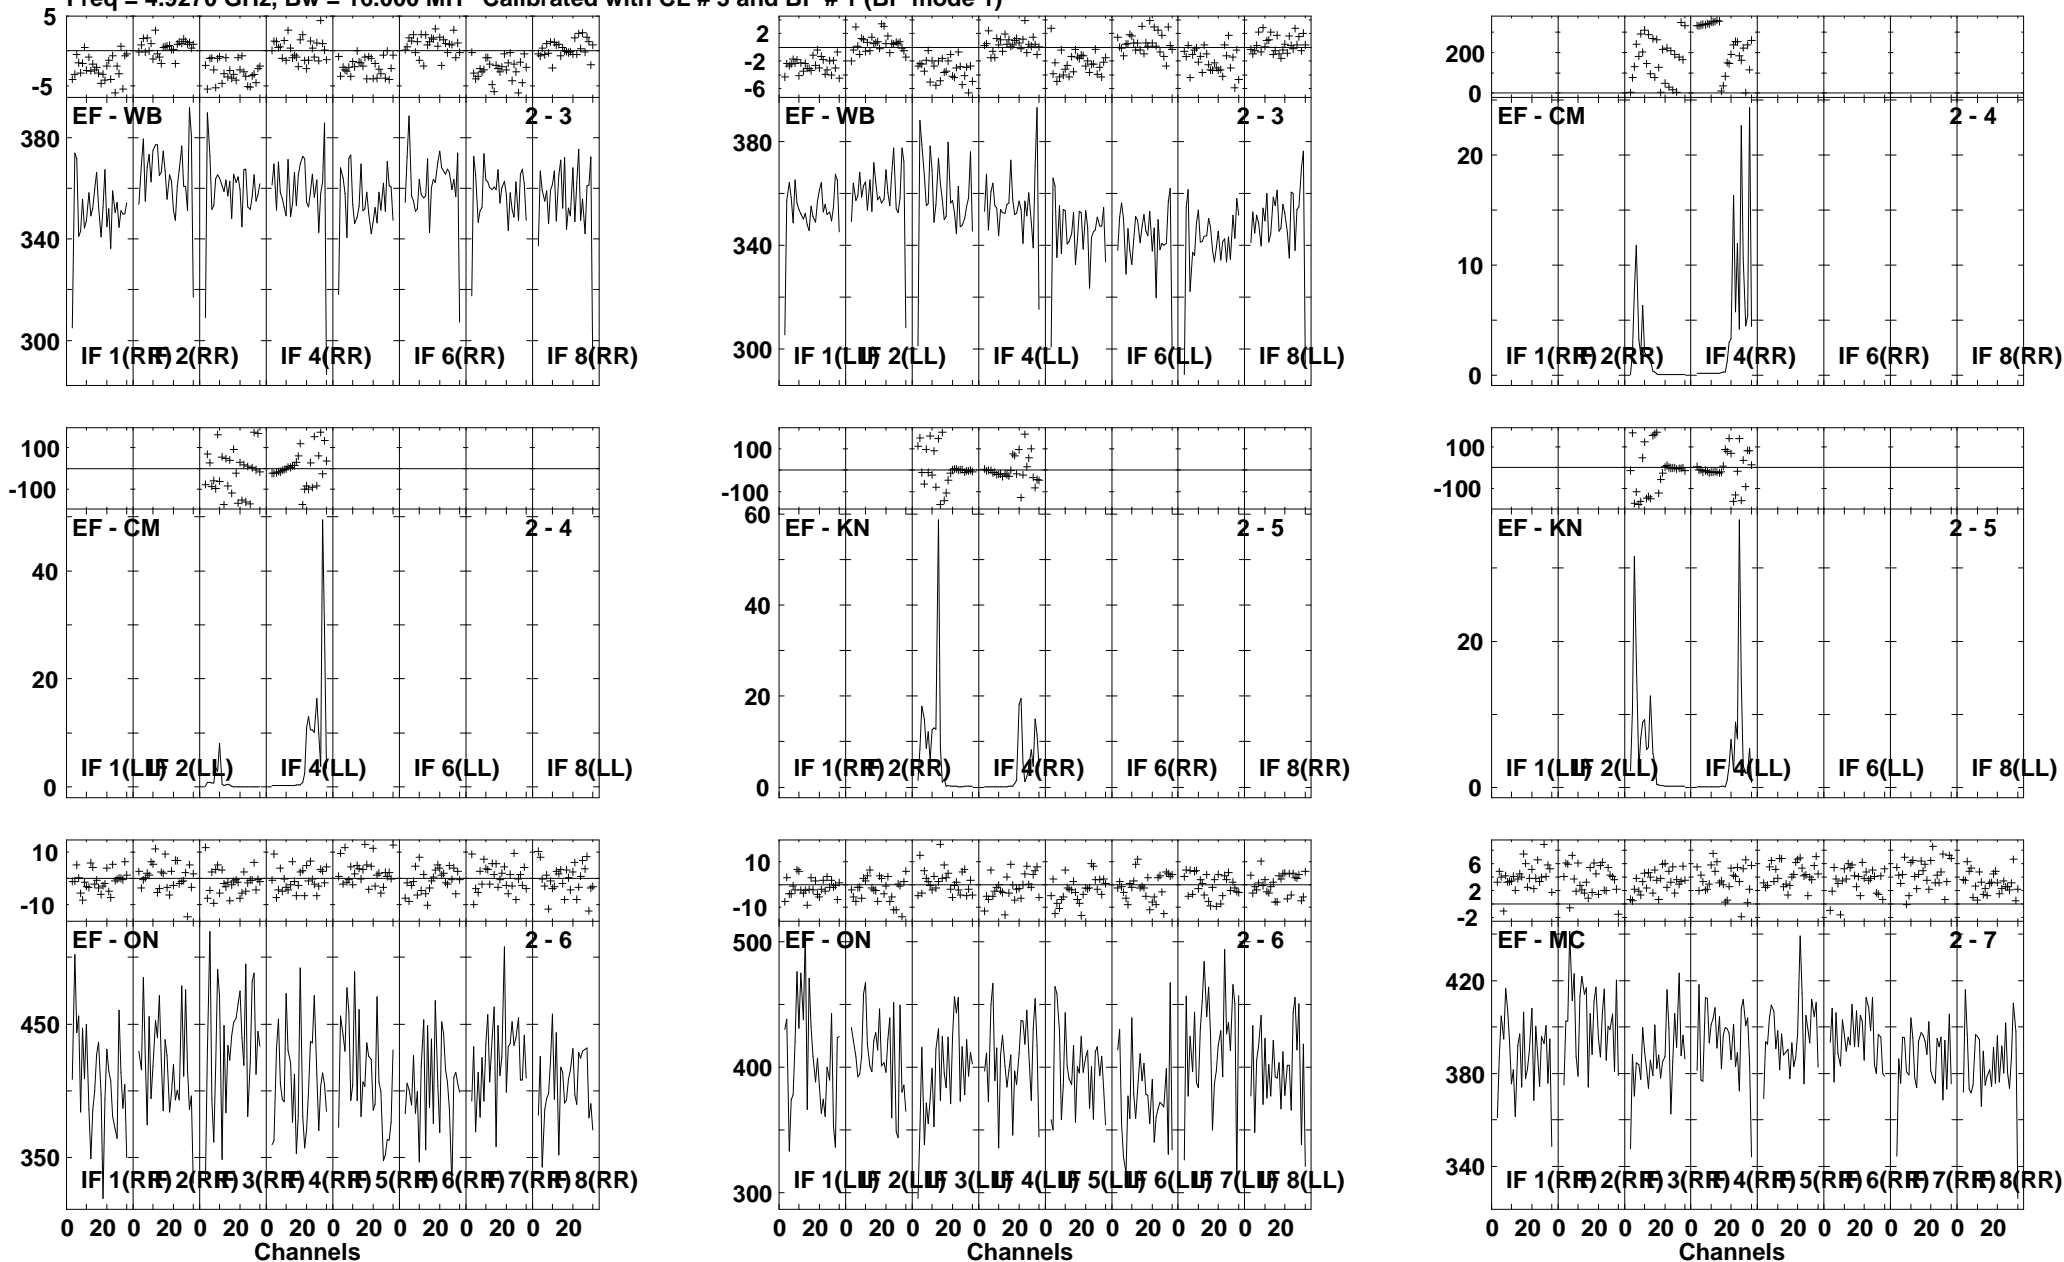 Freq = 4.9270 GHz, Bw = 16.000 MH Calibrated with CL # 3 and BP # 1 (BP mode 1)
5
-5
EF - WB 2 - 3
380
340
300
IF 1(RR) IF 2(RR) IF 4(RR) IF 6(RR) IF 8(RR)
2
-2
-6
EF - WB 2 - 3
380
340
300
IF 1(LL) IF 2(LL) IF 4(LL) IF 6(LL) IF 8(LL)
200
0
EF - CM 2 - 4
20
10
0
IF 1(RR) IF 2(RR) IF 4(RR) IF 6(RR) IF 8(RR)
100
-100
EF - CM 2 - 4
40
20
0
IF 1(LL) IF 2(LL) IF 4(LL) IF 6(LL) IF 8(LL)
100
-100
60
EF - KN 2 - 5
40
20
0
IF 1(RR) IF 2(RR) IF 4(RR) IF 6(RR) IF 8(RR)
100
-100
EF - KN 2 - 5
20
0
IF 1(LL) IF 2(LL) IF 4(LL) IF 6(LL) IF 8(LL)
10
-10
EF - ON 2 - 6
450
350
IF 1(RR) IF 2(RR) IF 3(RR) IF 4(RR) IF 5(RR) IF 6(RR) IF 7(RR) IF 8(RR)
0 20 0 20 0 20 0 20 0 20 0 20 0 20 0 20
Channels
10
-10
EF - ON 2 - 6
500
400
300
IF 1(LL) IF 2(LL) IF 3(LL) IF 4(LL) IF 5(LL) IF 6(LL) IF 7(LL) IF 8(LL)
0 20 0 20 0 20 0 20 0 20 0 20 0 20 0 20
Channels
6
2
-2
EF - MC 2 - 7
420
380
340
IF 1(RR) IF 2(RR) IF 3(RR) IF 4(RR) IF 5(RR) IF 6(RR) IF 7(RR) IF 8(RR)
0 20 0 20 0 20 0 20 0 20 0 20 0 20 0 20
Channels